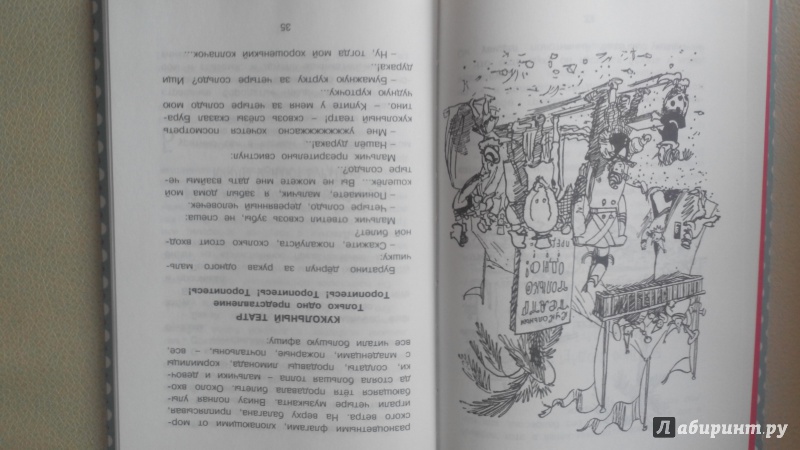 разноцветными флагами, хлопающими от мор-
ского ветра. На верху балагана, приплясывая,
играли четыре музыканта. Внизу полная улы-
бающаяся тётя продавала билеты. Около вхо-
да стояла большая толпа – мальчики и девоч-
ки, солдаты, продавцы лимонада, кормилицы
с младенцами, пожарные, почтальоны, – все,
все читали большую афишу:
КУКОЛЬНЫЙ ТЕАТР
Только одно представление
Торопитесь! Торопитесь! Торопитесь!
Буратино дёрнул за рукав одного маль-
чишку:
– Скажите, пожалуйста, сколько стоит вход-
ной билет?
Мальчик ответил сквозь зубы, не спеша:
– Четыре сольдо, деревянный человечек.
– Понимаете, мальчик, я забыл дома мой
кошелёк... Вы не можете мне дать взаймы че-
тыре сольдо?..
Мальчик презрительно свистнул:
– Нашёл дурака!..
– Мне ужжжжжжжасно хочется посмотреть
кукольный театр! – сквозь слёзы сказал Бура-
тино. – Купите у меня за четыре сольдо мою
чудную курточку...
– Бумажную куртку за четыре сольдо? Ищи
дурака!..
– Ну, тогда мой хорошенький колпачок...
35
КУКОЛЬНЫЙ
ТЕАТР
ТОЛЬКО
ОДНО!
ПРЕД
Лабиринт.ру